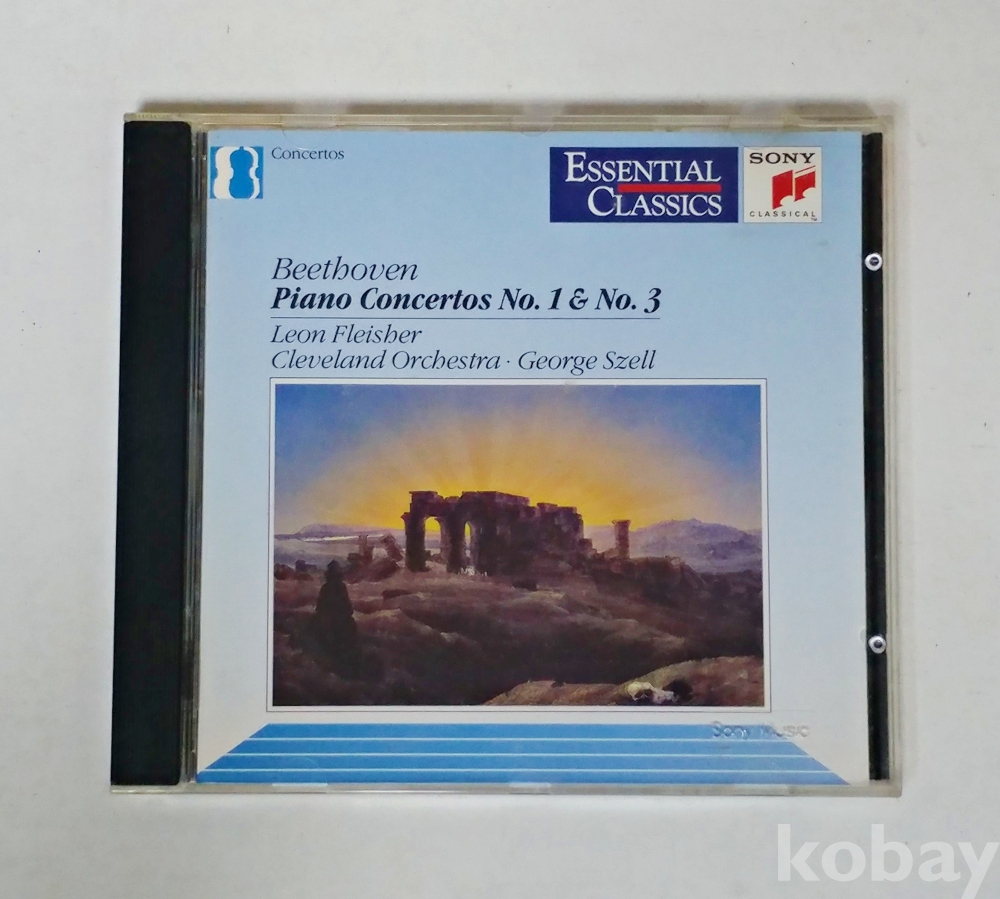 Concertos
ESSENTIAL
CLASSICS
SONY
CLASSICAL™
Beethoven
Piano Concertos No. 1 & No. 3
Leon Fleisher
Cleveland Orchestra · George Szell
Sony Music
kobay